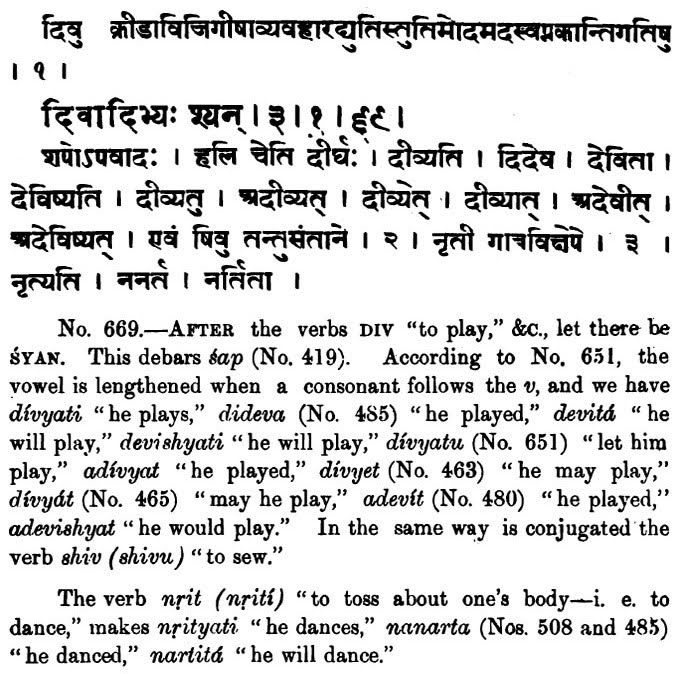 दिवु क्रीडाविजिगीषाव्यवहारद्युतिस्तुतिमोदमदस्वप्नकान्तिगतिषु
। १ ।
दिवादिभ्यः श्यन् । ३ । १ । ६९ ।
शपोऽपवादः । हलि चेति दीर्घः । दीव्यति । दिदेव । देविता ।
देविष्यति । दीव्यतु । अदीव्यत् । दीव्येत् । दीव्यात् । अदेवीत् ।
अदेविष्यत् । एवं षिवु तन्तुसंताने । २ । नृती गात्रविक्षेपे । ३ ।
नृत्यति । ननर्त । नर्तिता ।
No. 669.—AFTER the verbs DIV “to play,” &c., let there be
ŚYAN. This debars śap (No. 419). According to No. 651, the
vowel is lengthened when a consonant follows the v, and we have
dívyati “he plays,” dideva (No. 485) “he played,” devitá “he
will play,” devishyati “he will play,” dívyatu (No. 651) “let him
play,” adívyat “he played,” dívyet (No. 463) “he may play,”
dívyát (No. 465) “may he play,” adevít (No. 480) “he played,”
adevishyat “he would play.” In the same way is conjugated the
verb shiv (shivu) “to sew.”
The verb nṛit (nṛití) “to toss about one’s body—i. e. to
dance,” makes nṛityati “he dances,” nanarta (Nos. 508 and 485)
“he danced,” nartitá “he will dance.”